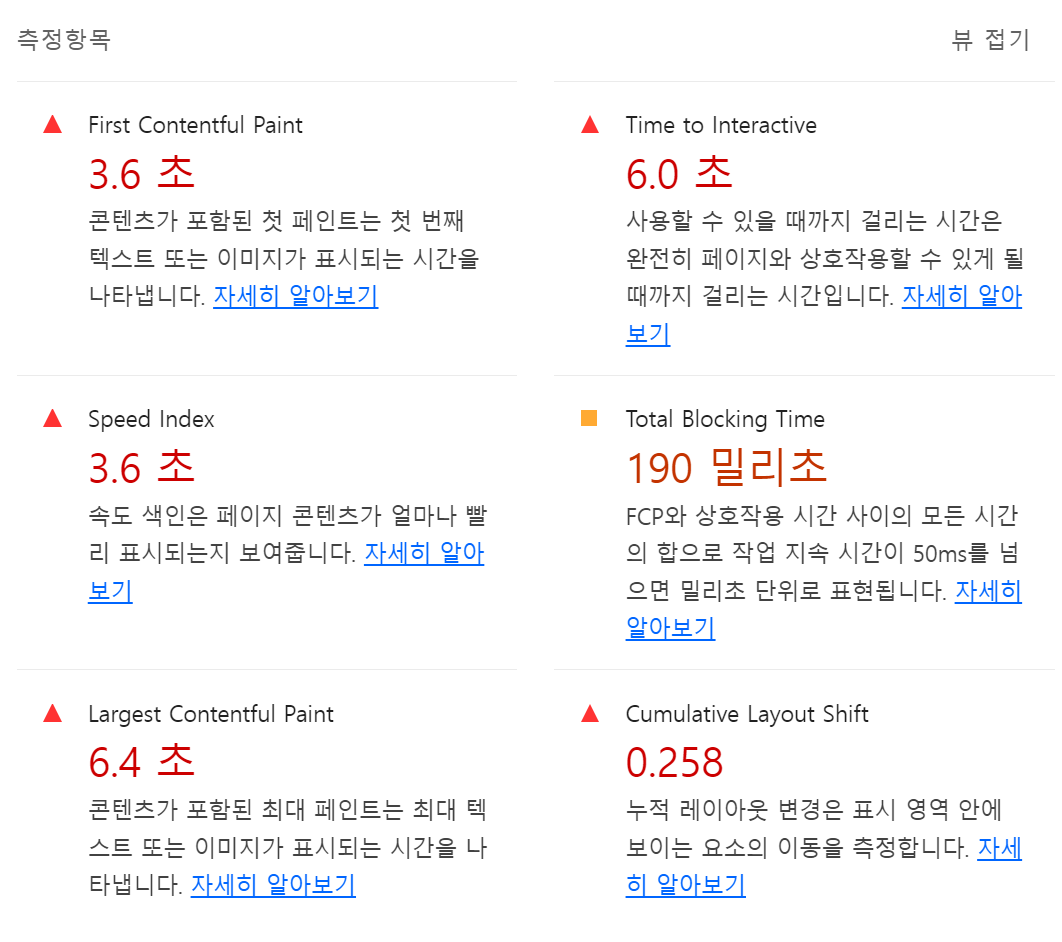 측정항목
뷰 접기
First Contentful Paint
3.6 초
콘텐츠가 포함된 첫 페인트는 첫 번째
텍스트 또는 이미지가 표시되는 시간을
나타냅니다. 자세히 알아보기
Time to Interactive
6.0 초
사용할 수 있을 때까지 걸리는 시간은
완전히 페이지와 상호작용할 수 있게 될
때까지 걸리는 시간입니다. 자세히 알아
보기
Speed Index
3.6 초
속도 색인은 페이지 콘텐츠가 얼마나 빨
리 표시되는지 보여줍니다. 자세히 알아
보기
Total Blocking Time
190 밀리초
FCP와 상호작용 시간 사이의 모든 시간
의 합으로 작업 지속 시간이 50ms를 넘
으면 밀리초 단위로 표현됩니다. 자세히
알아보기
Largest Contentful Paint
6.4 초
콘텐츠가 포함된 최대 페인트는 최대 텍
스트 또는 이미지가 표시되는 시간을 나
타냅니다. 자세히 알아보기
Cumulative Layout Shift
0.258
누적 레이아웃 변경은 표시 영역 안에
보이는 요소의 이동을 측정합니다. 자세
히 알아보기